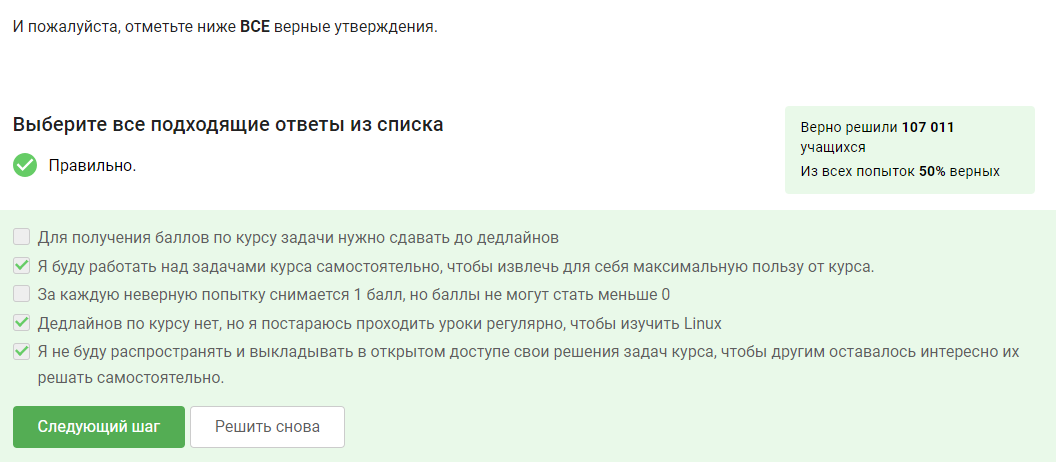 И пожалуйста, отметьте ниже ВСЕ верные утверждения.
Выберите все подходящие ответы из списка
Правильно.
Верно решили 107 011
учащихся
Из всех попыток 50% верных
Для получения баллов по курсу задачи нужно сдавать до дедлайнов
Я буду работать над задачами курса самостоятельно, чтобы извлечь для себя максимальную пользу от курса.
За каждую неверную попытку снимается 1 балл, но баллы не могут стать меньше 0
Дедлайнов по курсу нет, но я постараюсь проходить уроки регулярно, чтобы изучить Linux
Я не буду распространять и выкладывать в открытом доступе свои решения задач курса, чтобы другим оставалось интересно их
решать самостоятельно.
Следующий шаг
Решить снова